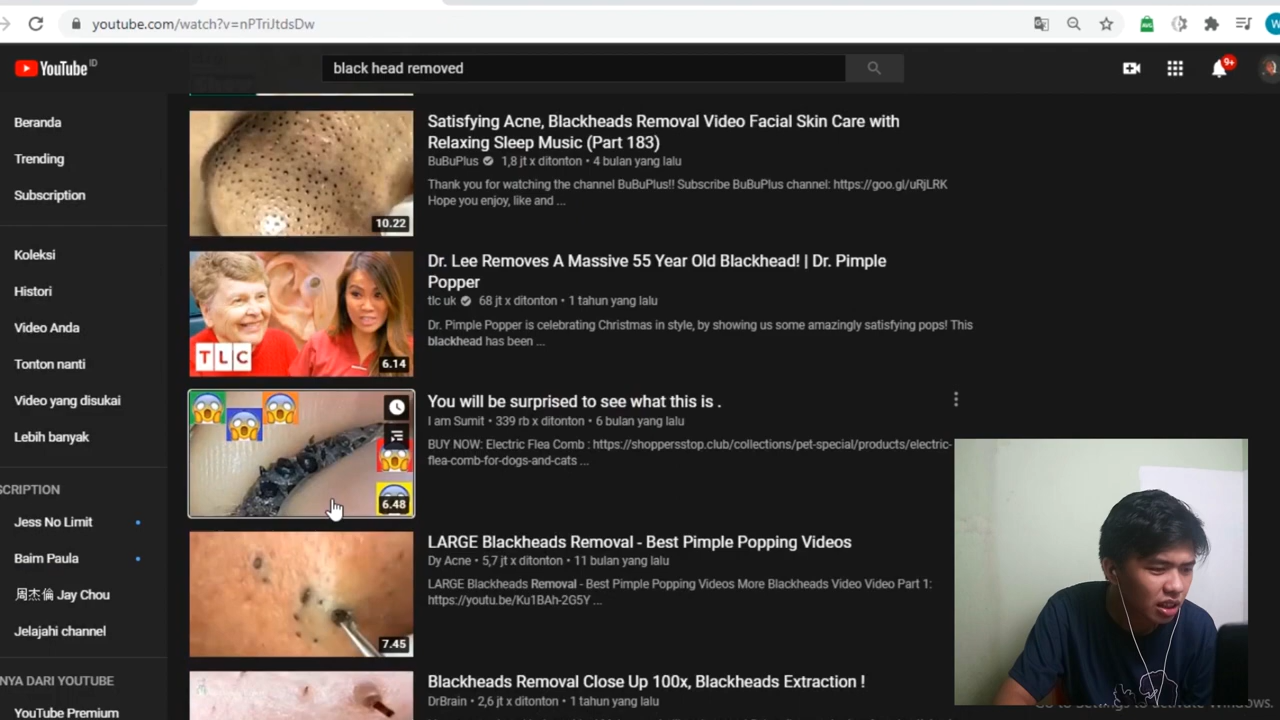 youtube.com/watch?v=nPTriJtdsDw
YouTube ID
black head removed
9+
W
Beranda
Trending
Subscription
Koleksi
Histori
Video Anda
Tonton nanti
Video yang disukai
Lebih banyak
SCRIPTION
Jess No Limit
Baim Paula
周杰倫 Jay Chou
Jelajahi channel
NYA DARI YOUTUBE
YouTube Premium
10.22
Satisfying Acne, Blackheads Removal Video Facial Skin Care with
Relaxing Sleep Music (Part 183)
BuBuPlus 1,8 jt x ditonton • 4 bulan yang lalu
Thank you for watching the channel BuBuPlus!! Subscribe BuBuPlus channel: https://goo.gl/uRjLRK
Hope you enjoy, like and ...
TLC
6.14
Dr. Lee Removes A Massive 55 Year Old Blackhead! | Dr. Pimple
Popper
tlc uk 68 jt x ditonton • 1 tahun yang lalu
Dr. Pimple Popper is celebrating Christmas in style, by showing us some amazingly satisfying pops! This
blackhead has been ...
6.48
You will be surprised to see what this is .
I am Sumit • 339 rb x ditonton • 6 bulan yang lalu
BUY NOW: Electric Flea Comb : https://shoppersstop.club/collections/pet-special/products/electric-
flea-comb-for-dogs-and-cats ...
7.45
LARGE Blackheads Removal - Best Pimple Popping Videos
Dy Acne • 5,7 jt x ditonton • 11 bulan yang lalu
LARGE Blackheads Removal - Best Pimple Popping Videos More Blackheads Video Video Part 1:
https://youtu.be/Ku1BAh-2G5Y ...
Blackheads Removal Close Up 100x, Blackheads Extraction !
DrBrain • 2,6 jt x ditonton • 1 tahun yang lalu
Go to Settings to activate Windows.